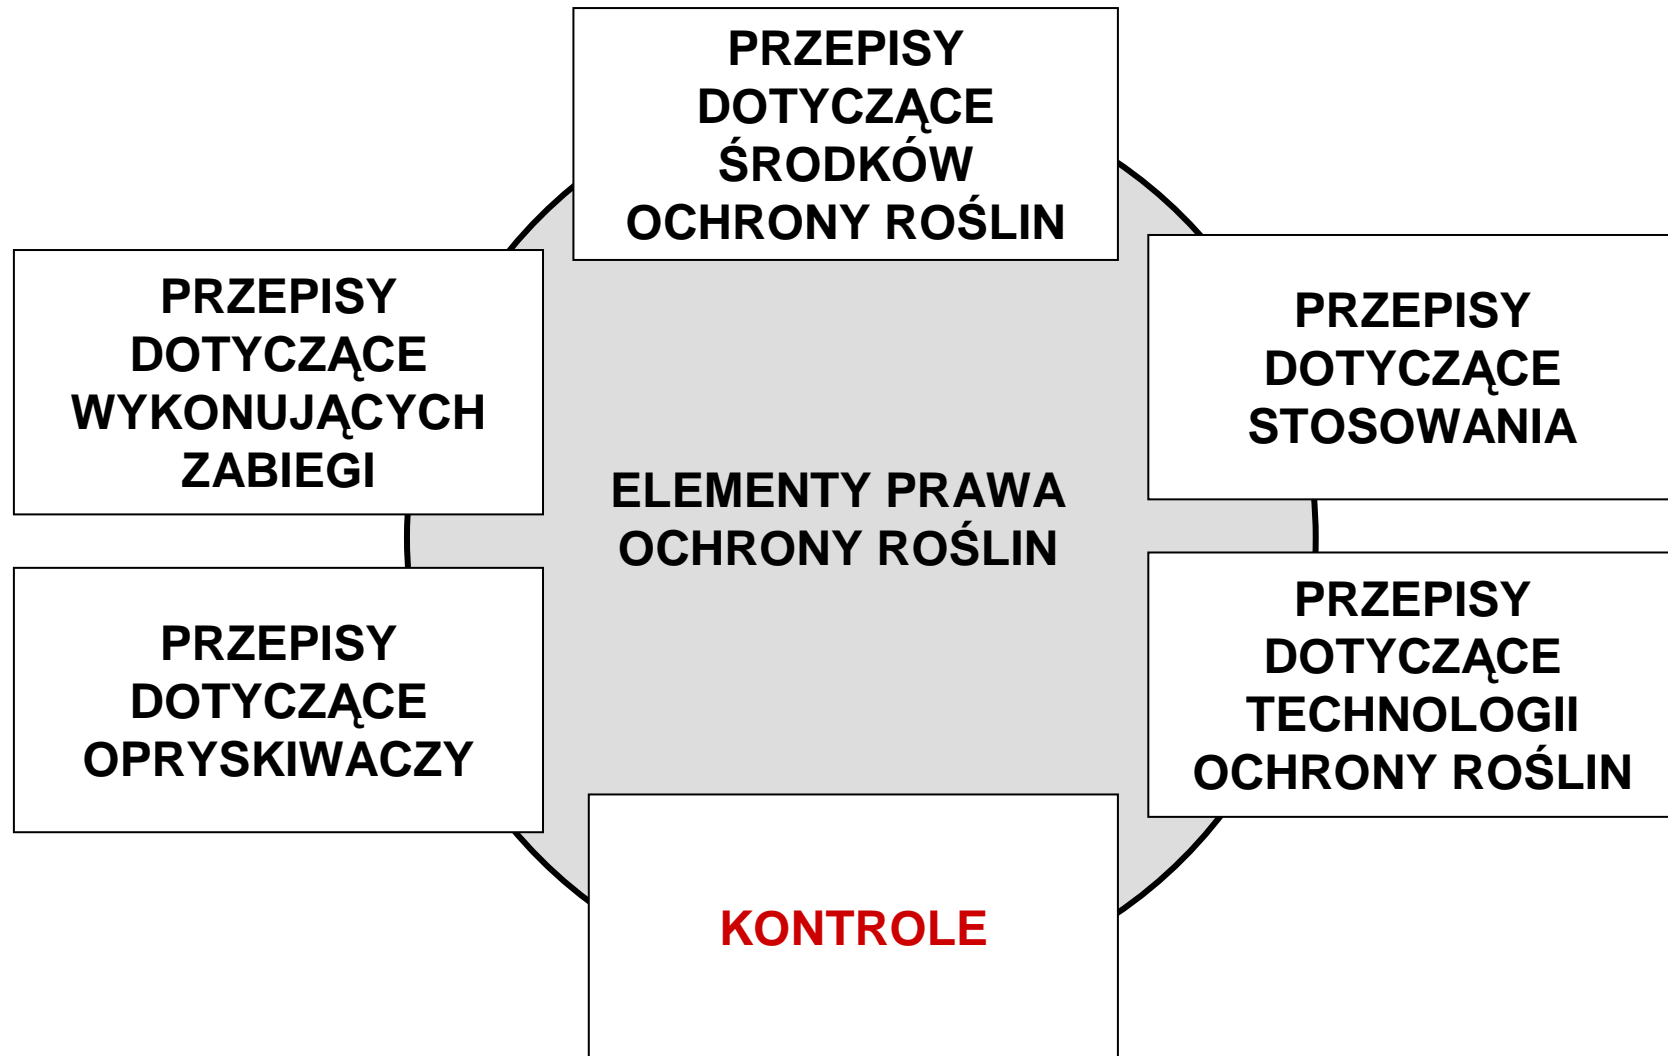 PRZEPISY
DOTYCZĄCE
ŚRODKÓW
OCHRONY ROŚLIN
PRZEPISY
DOTYCZĄCE
WYKONUJĄCYCH
ZABIEGI
PRZEPISY
DOTYCZĄCE
STOSOWANIA
ELEMENTY PRAWA
OCHRONY ROŚLIN
PRZEPISY
DOTYCZĄCE
OPRYSKIWACZY
PRZEPISY
DOTYCZĄCE
TECHNOLOGII
OCHRONY ROŚLIN
KONTROLE